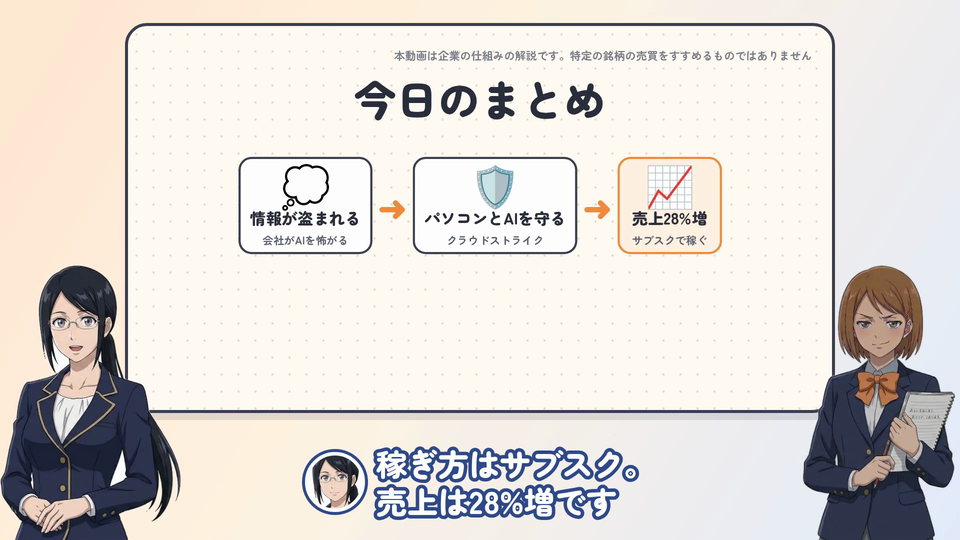 本動画は企業の仕組みの解説です。特定の銘柄の売買をすすめるものではありません
今日のまとめ
情報が盗まれる
会社がAIを怖がる
パソコンとAIを守る
クラウドストライク
売上28%増
サブスクで稼ぐ
稼ぎ方はサブスク。
売上は28%増です